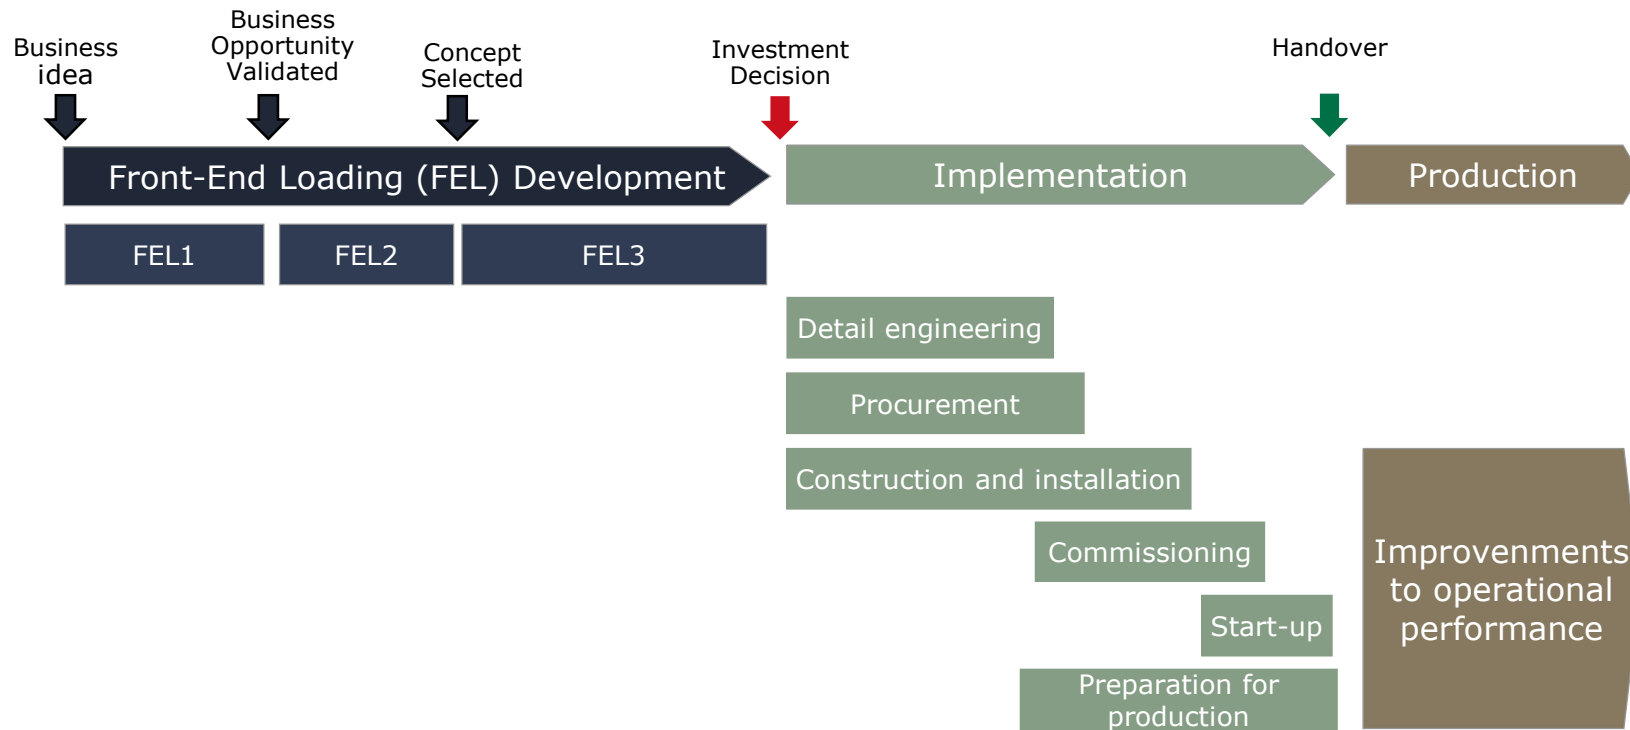 Business
idea
Business
Opportunity
Validated
Concept
Selected
Investment
Decision
Handover
Front-End Loading (FEL) Development
Implementation
Production
FEL1
FEL2
FEL3
Detail engineering
Procurement
Construction and installation
Commissioning
Start-up
Preparation for
production
Improvenments
to operational
performance